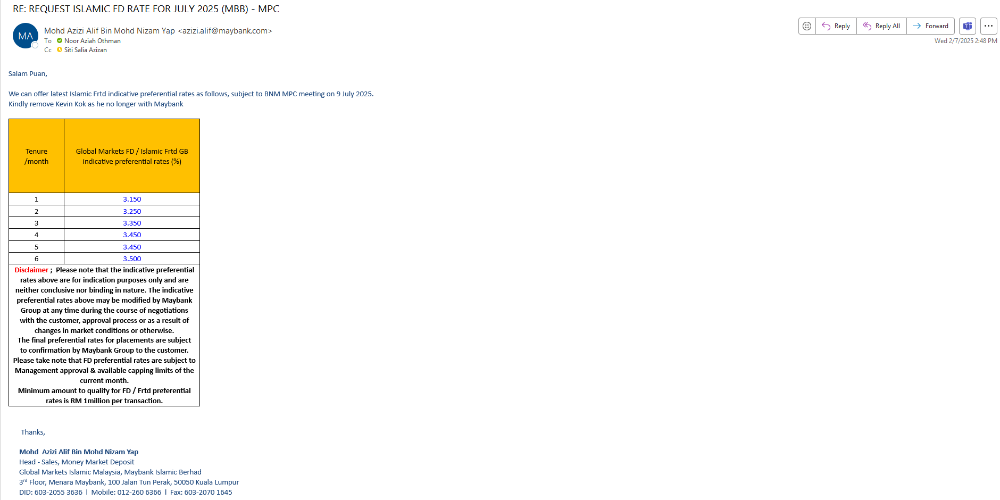 RE: REQUEST ISLAMIC FD RATE FOR JULY 2025 (MBB) - MPC
MA
Mohd Azizi Alif Bin Mohd Nizam Yap <azizi.alif@maybank.com>
To Noor Aziah Othman
Cc Siti Salia Azizan
Reply
Reply All
Forward
Wed 2/7/2025 2:48 PM
Salam Puan,
We can offer latest Islamic Frtd indicative preferential rates as follows, subject to BNM MPC meeting on 9 July 2025.
Kindly remove Kevin Kok as he no longer with Maybank
Tenure
/month
Global Markets FD / Islamic Frtd GB
indicative preferential rates (%)
1 3.150
2 3.250
3 3.350
4 3.450
5 3.450
6 3.500
Disclaimer ; Please note that the indicative preferential
rates above are for indication purposes only and are
neither conclusive nor binding in nature. The indicative
preferential rates above may be modified by Maybank
Group at any time during the course of negotiations
with the customer, approval process or as a result of
changes in market conditions or otherwise.
The final preferential rates for placements are subject
to confirmation by Maybank Group to the customer.
Please take note that FD preferential rates are subject to
Management approval & available capping limits of the
current month.
Minimum amount to qualify for FD / Frtd preferential
rates is RM 1million per transaction.
Thanks,
Mohd  Azizi Alif Bin Mohd Nizam Yap
Head - Sales, Money Market Deposit
Global Markets Islamic Malaysia, Maybank Islamic Berhad
3rd Floor, Menara Maybank, 100 Jalan Tun Perak, 50050 Kuala Lumpur
DID: 603-2055 3636 | Mobile: 012-260 6366 | Fax: 603-2070 1645